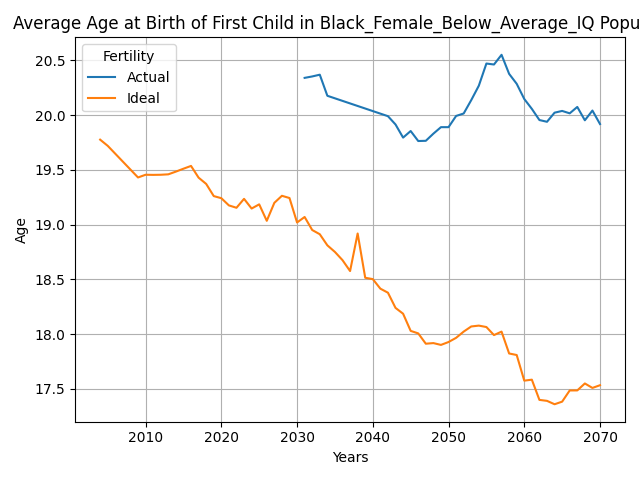 Average Age at Birth of First Child in Black_Female_Below_Average_IQ Popu
Fertility
Actual
Ideal
20.5
20.0
19.5
19.0
18.5
18.0
17.5
Age
2010 2020 2030 2040 2050 2060 2070
Years